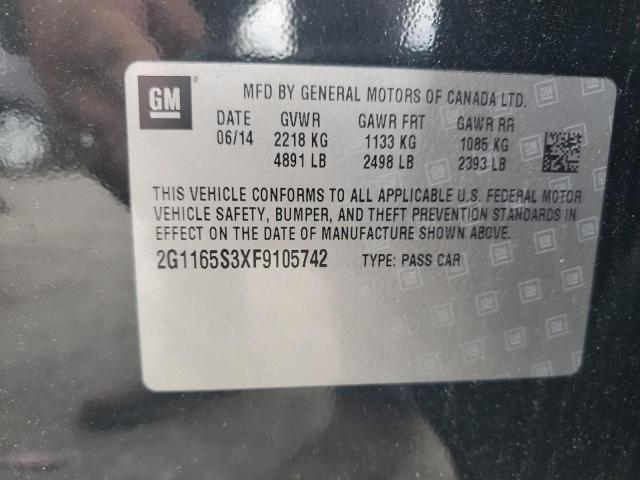 GM ®
MFD BY GENERAL MOTORS OF CANADA LTD.
DATE GVWR GAWR FRT GAWR RR
06/14 2218 KG 1133 KG 1085 KG
4891 LB 2498 LB 2393 LB
THIS VEHICLE CONFORMS TO ALL APPLICABLE U.S. FEDERAL MOTOR
VEHICLE SAFETY, BUMPER, AND THEFT PREVENTION STANDARDS IN
EFFECT ON THE DATE OF MANUFACTURE SHOWN ABOVE.
2G1165S3XF9105742 TYPE: PASS CAR